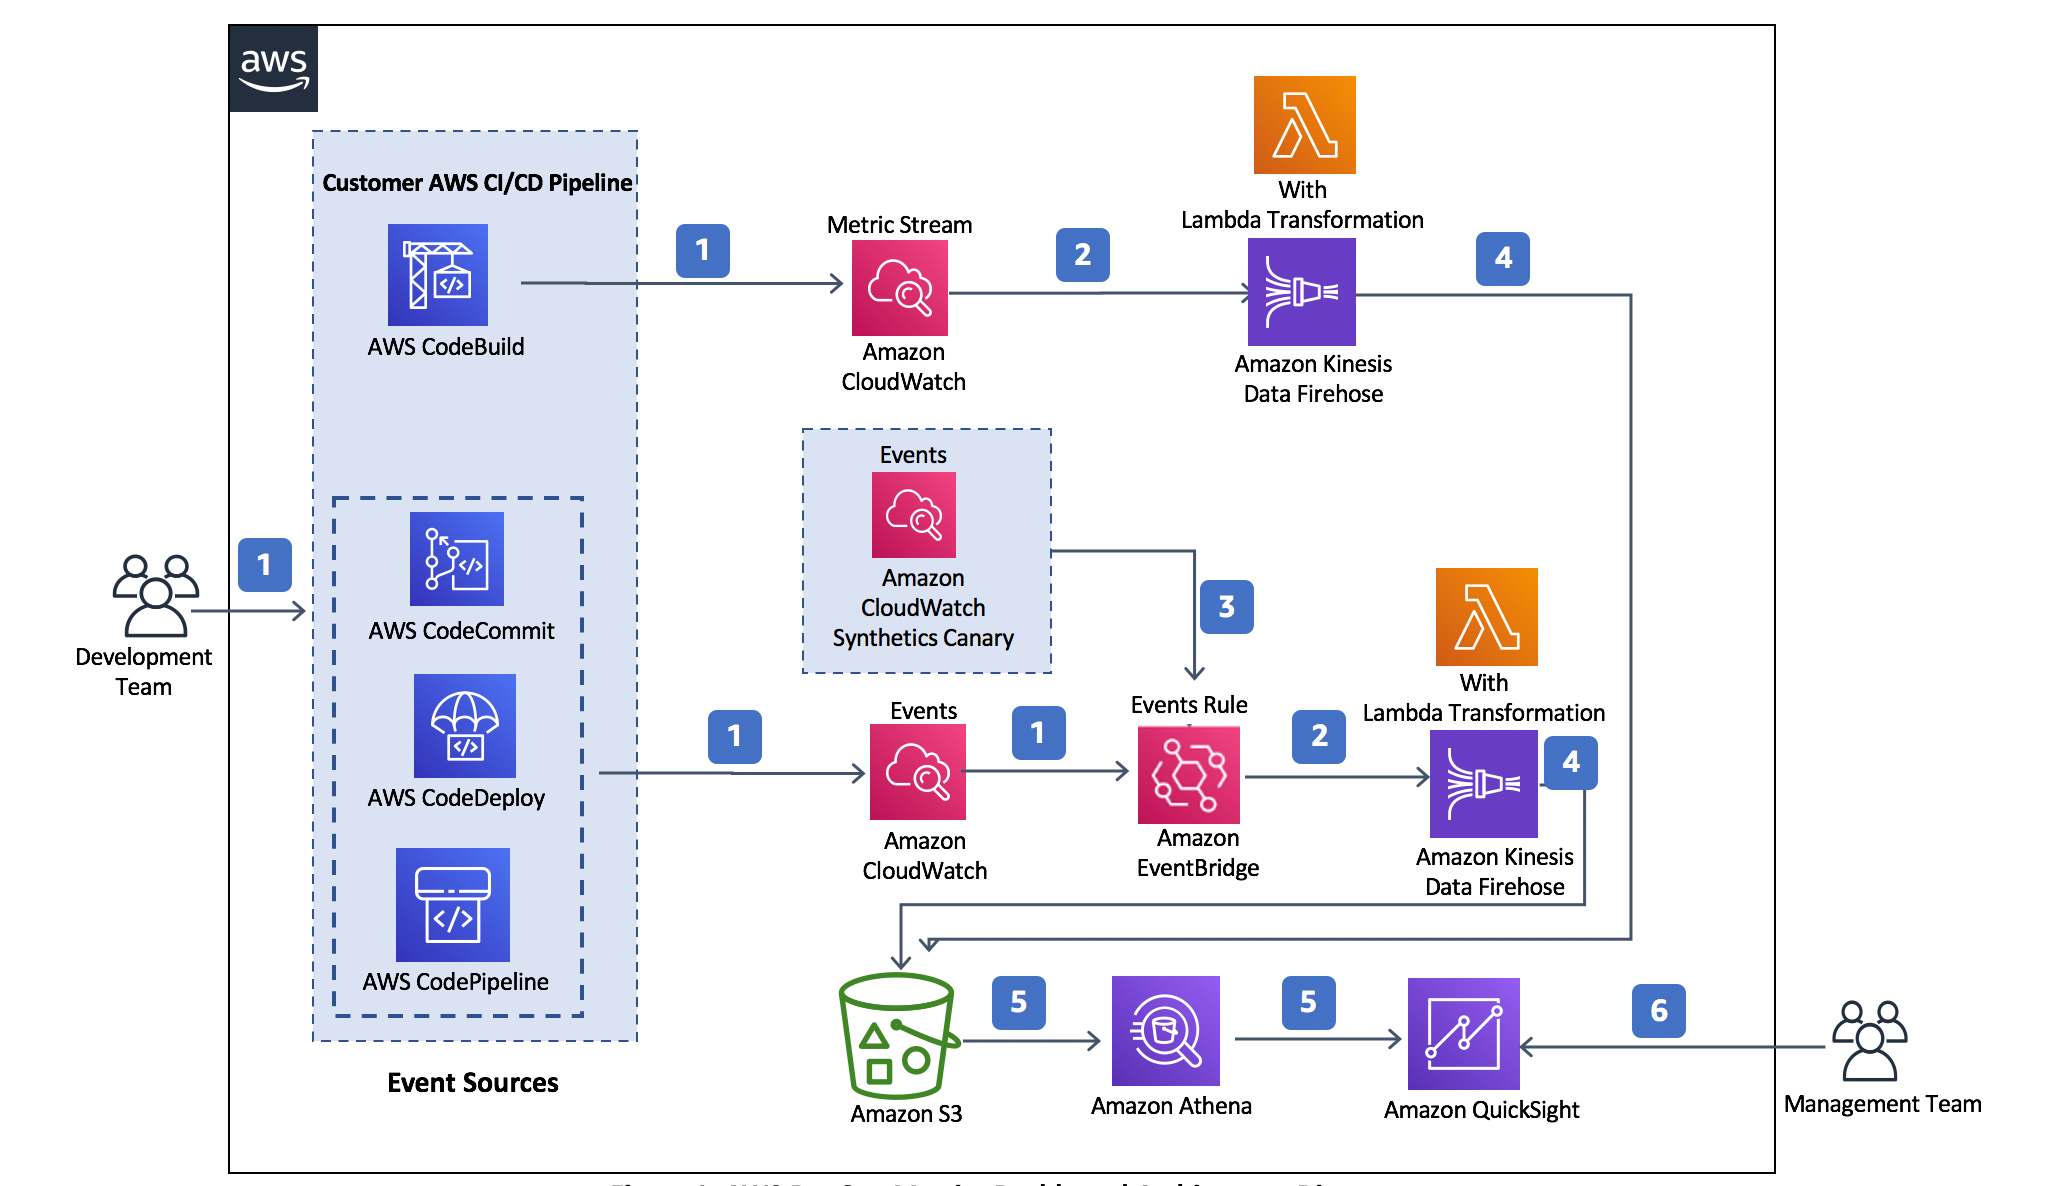 aws
Customer AWS CI/CD Pipeline
AWS CodeBuild
1
Metric Stream
Amazon
CloudWatch
2
With
Lambda Transformation
Amazon Kinesis
Data Firehose
4
Events
Amazon
CloudWatch
Synthetics Canary
3
Development
Team
1
AWS CodeCommit
AWS CodeDeploy
AWS CodePipeline
Event Sources
1
Events
Amazon
CloudWatch
1
Events Rule
Amazon
EventBridge
2
With
Lambda Transformation
Amazon Kinesis
Data Firehose
4
Amazon S3
5
Amazon Athena
5
Amazon QuickSight
6
Management Team